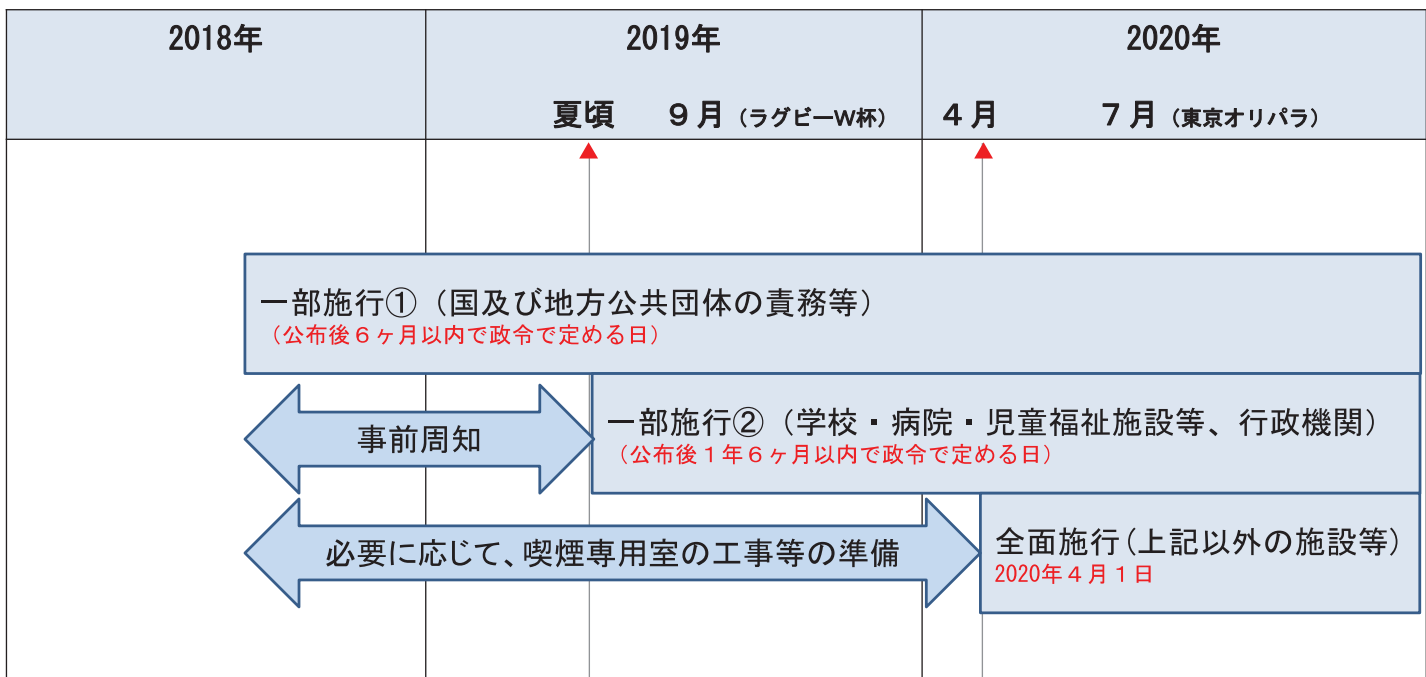 2018年
2019年
2020年
夏頃 9月(ラグビーW杯)
4月 7月(東京オリパラ)
一部施行①(国及び地方公共団体の責務等)
(公布後6ヶ月以内で政令で定める日)
事前周知
一部施行②(学校・病院・児童福祉施設等、行政機関)
(公布後1年6ヶ月以内で政令で定める日)
必要に応じて、喫煙専用室の工事等の準備
全面施行(上記以外の施設等)
2020年4月1日